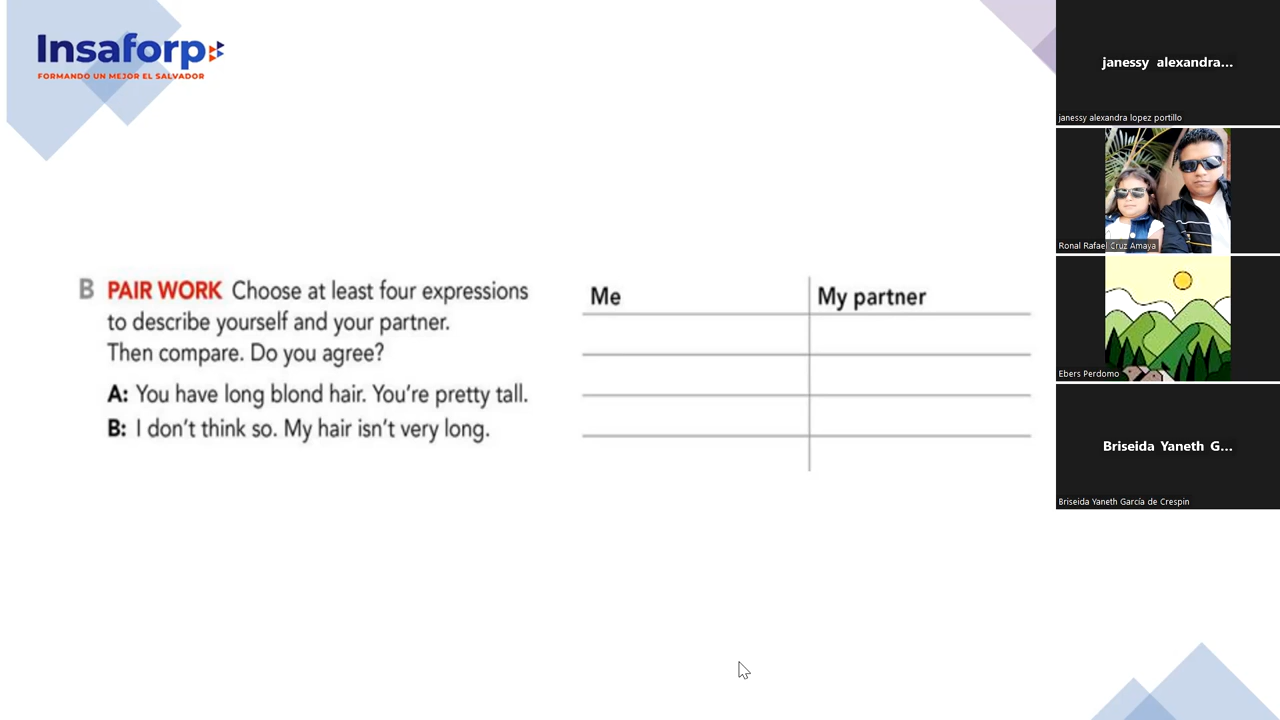 Insaforp
FORMANDO UN MEJOR EL SALVADOR
B PAIR WORK Choose at least four expressions
to describe yourself and your partner.
Then compare. Do you agree?
A: You have long blond hair. You're pretty tall.
B: I don't think so. My hair isn't very long.
Me
My partner
janessy alexandra...
janessy alexandra lopez portillo
Ronal Rafael Cruz Amaya
Ebers Perdomo
Briseida Yaneth G...
Briseida Yaneth García de Crespin